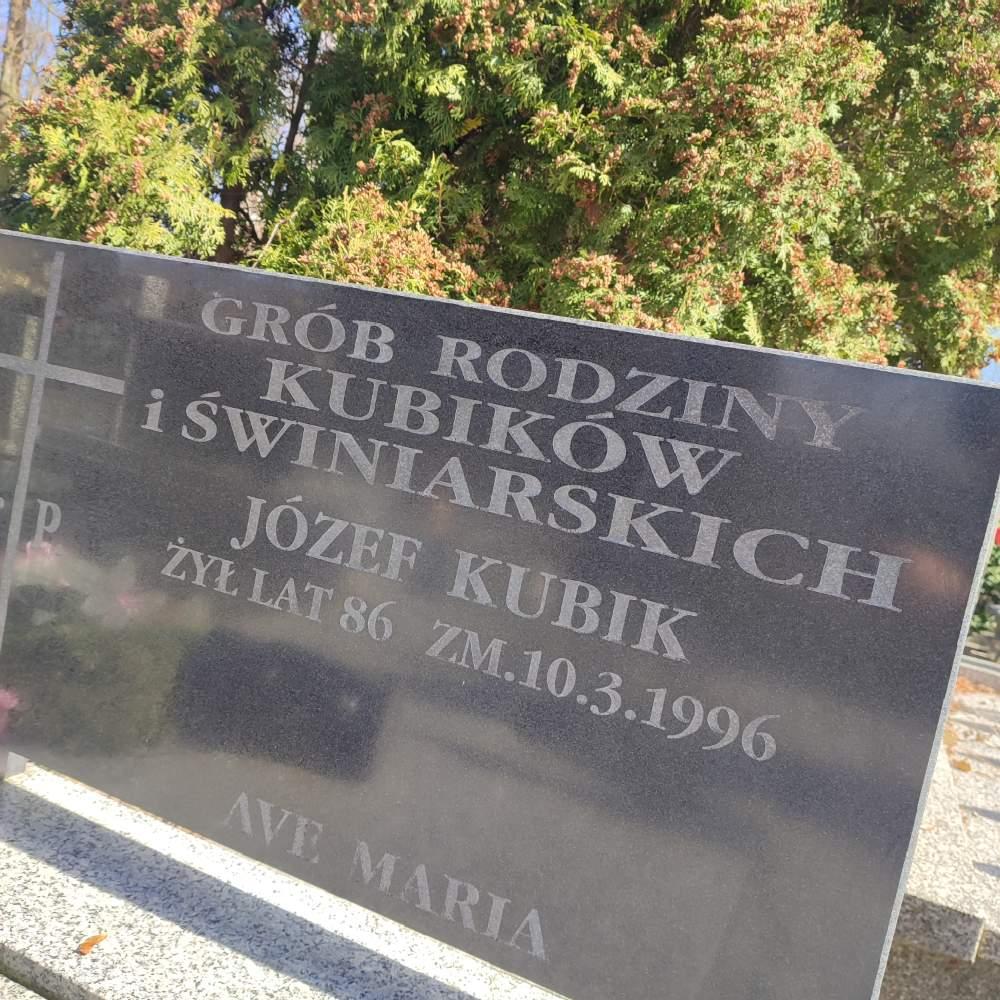 GRÓB RODZINY
KUBIKÓW
i ŚWINIARSKICH
P
JÓZEF KUBIK
ŻYŁ LAT 86 ZM.10.3.1996
AVE MARIA